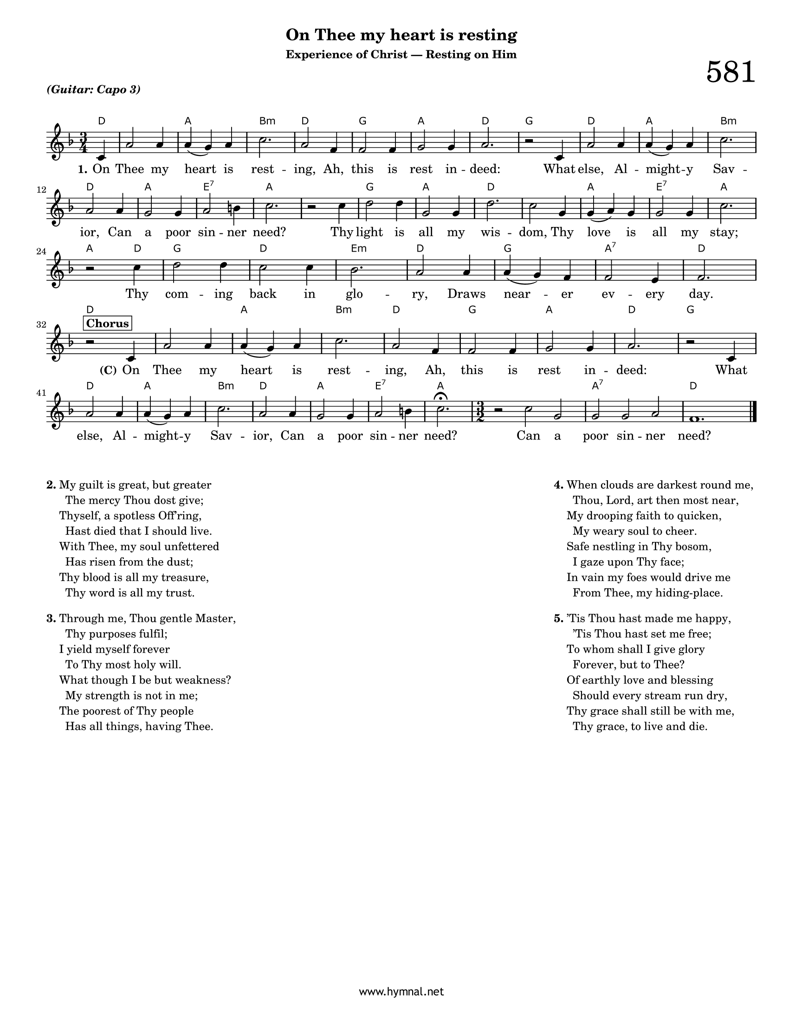 On Thee my heart is resting
Experience of Christ — Resting on Him
581
(Guitar: Capo 3)
D A Bm D G A D G D A Bm
1. On Thee my heart is rest - ing, Ah, this is rest in - deed: What else, Al - might-y Sav -
12
D A E7 A G A D A E7 A
ior, Can a poor sin - ner need? Thy light is all my wis - dom, Thy love is all my stay;
24
A D G D Em D G A7 D
Thy com - ing back in glo - ry, Draws near - er ev - ery day.
32
D A Bm D G A D G
Chorus
(C) On Thee my heart is rest - ing, Ah, this is rest in - deed: What
41
D A Bm D A E7 A A7 D
else, Al - might-y Sav - ior, Can a poor sin - ner need? Can a poor sin - ner need?
2. My guilt is great, but greater
The mercy Thou dost give;
Thyself, a spotless Off'ring,
Hast died that I should live.
With Thee, my soul unfettered
Has risen from the dust;
Thy blood is all my treasure,
Thy word is all my trust.
3. Through me, Thou gentle Master,
Thy purposes fulfil;
I yield myself forever
To Thy most holy will.
What though I be but weakness?
My strength is not in me;
The poorest of Thy people
Has all things, having Thee.
4. When clouds are darkest round me,
Thou, Lord, art then most near,
My drooping faith to quicken,
My weary soul to cheer.
Safe nestling in Thy bosom,
I gaze upon Thy face;
In vain my foes would drive me
From Thee, my hiding-place.
5. 'Tis Thou hast made me happy,
'Tis Thou hast set me free;
To whom shall I give glory
Forever, but to Thee?
Of earthly love and blessing
Should every stream run dry,
Thy grace shall still be with me,
Thy grace, to live and die.
www.hymnal.net